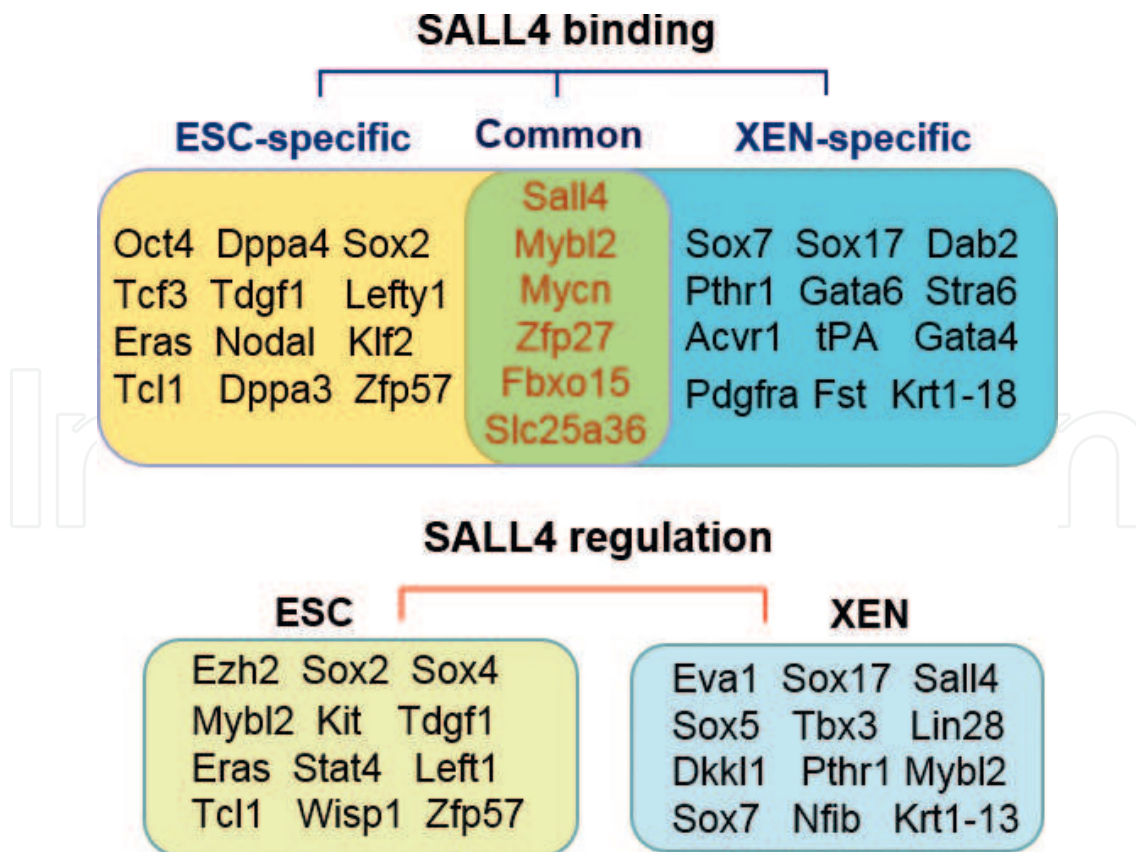 SALL4 binding
ESC-specific Common XEN-specific
Oct4 Dppa4 Sox2
Tcf3 Tdgf1 Lefty1
Eras Nodal Klf2
Tcl1 Dppa3 Zfp57
Sall4
Mybl2
Mycn
Zfp27
Fbxo15
Slc25a36
Sox7 Sox17 Dab2
Pthr1 Gata6 Stra6
Acvr1 tPA Gata4
Pdgfra Fst Krt1-18
SALL4 regulation
ESC
Ezh2 Sox2 Sox4
Mybl2 Kit Tdgf1
Eras Stat4 Left1
Tcl1 Wisp1 Zfp57
XEN
Eva1 Sox17 Sall4
Sox5 Tbx3 Lin28
Dkkl1 Pthr1 Mybl2
Sox7 Nfib Krt1-13